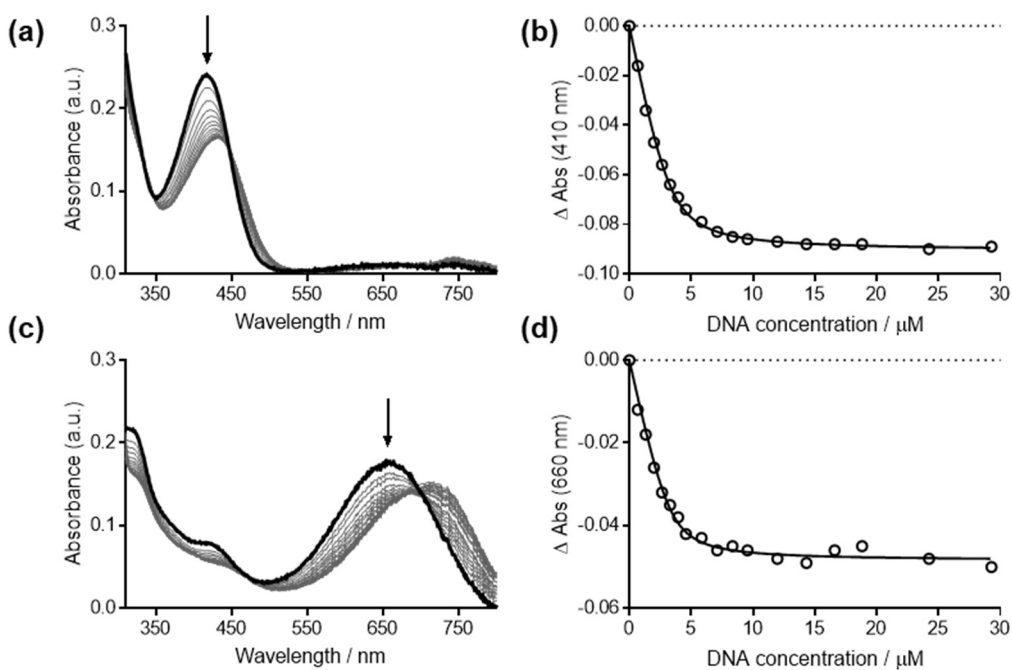 (a)
0.3
0.2
0.1
0.0
Absorbance (a.u.)
350 450 550 650 750
Wavelength / nm
(b)
0.00
-0.02
-0.04
-0.06
-0.08
-0.10
Δ Abs (410 nm)
0 5 10 15 20 25 30
DNA concentration / μM
(c)
0.3
0.2
0.1
0.0
Absorbance (a.u.)
350 450 550 650 750
Wavelength / nm
(d)
0.00
-0.02
-0.04
-0.06
Δ Abs (660 nm)
0 5 10 15 20 25 30
DNA concentration / μM